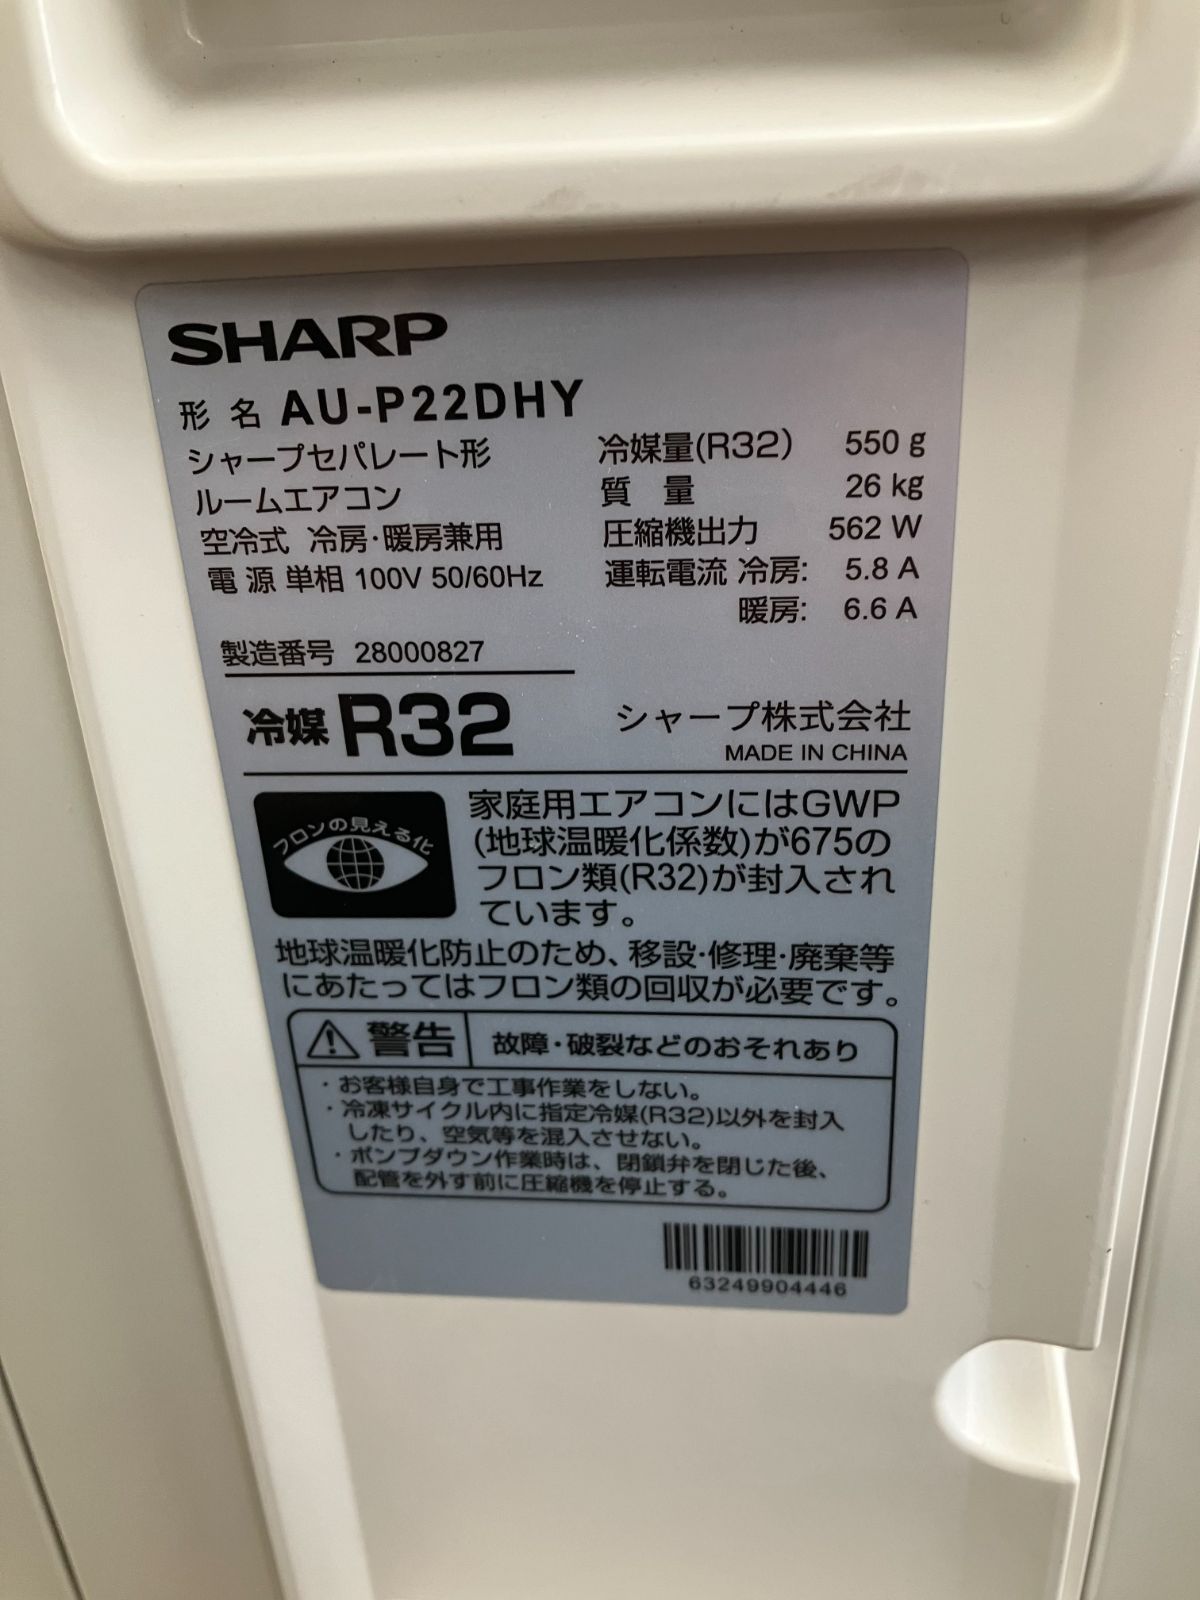 SHARP
形 名 AU-P22DHY
シャープセパレート形
ルームエアコン
空冷式 冷房・暖房兼用
電 源 単相 100V 50/60Hz
冷媒量(R32) 550 g
質 量 26 kg
圧縮機出力 562 W
運転電流 冷房: 5.8 A
暖房: 6.6 A
製造番号 28000827
冷媒 R32
シャープ株式会社
MADE IN CHINA
フロンの見える化
家庭用エアコンにはGWP
(地球温暖化係数)が675の
フロン類(R32)が封入され
ています。
地球温暖化防止のため、移設・修理・廃棄等
にあたってはフロン類の回収が必要です。
警告 故障・破裂などのおそれあり
・お客様自身で工事作業をしない。
・冷凍サイクル内に指定冷媒(R32)以外を封入
したり、空気等を混入させない。
・ポンプダウン作業時は、閉鎖弁を閉じた後、
配管を外す前に圧縮機を停止する。
63249904446